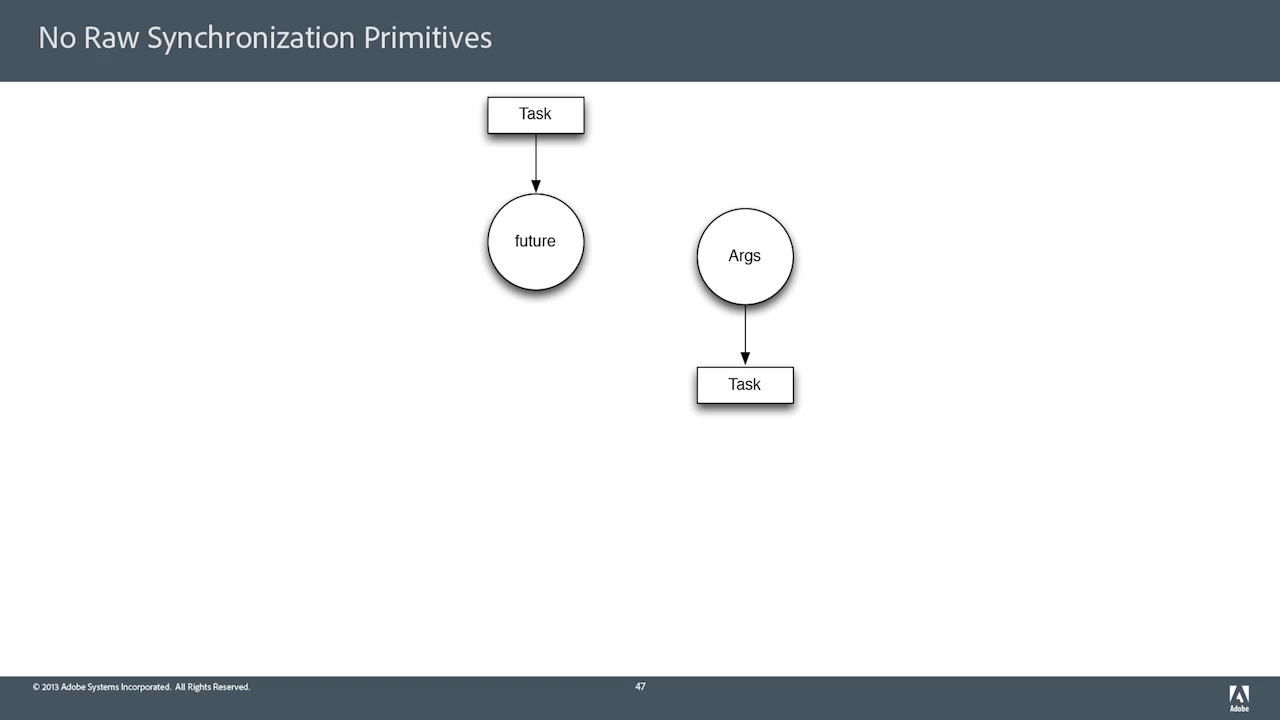 No Raw Synchronization Primitives
Task
future
Args
Task
© 2013 Adobe Systems Incorporated. All Rights Reserved.
47
Adobe